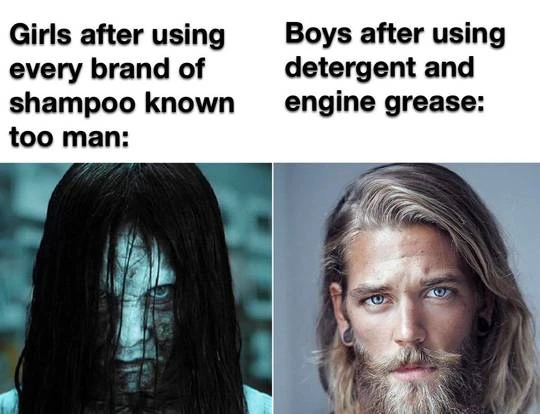 Girls after using
every brand of
shampoo known
too man:
Boys after using
detergent and
engine grease: